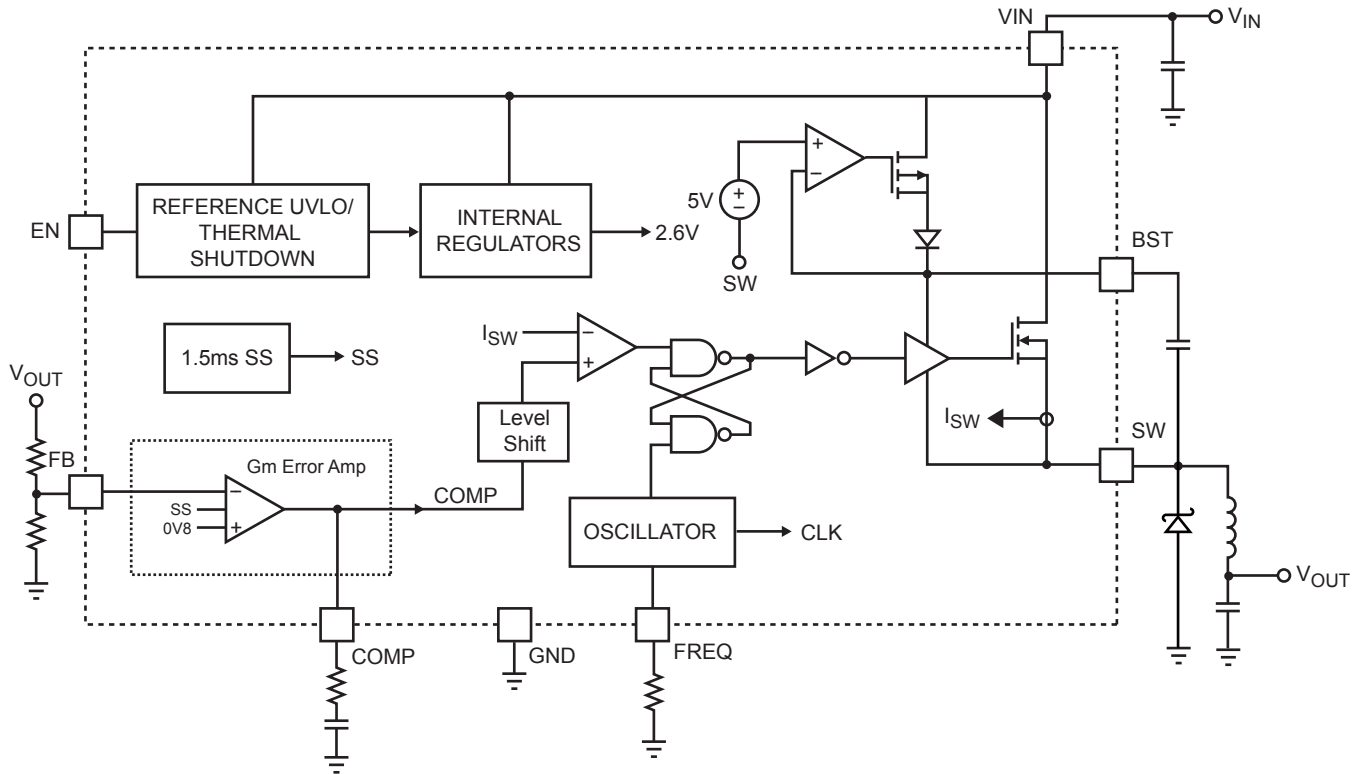 VIN
V_IN
REFERENCE UVLO/
THERMAL
SHUTDOWN
EN
INTERNAL
REGULATORS
2.6V
5V
+
−
+
−
SW
BST
1.5ms SS
SS
I_SW
−
+
Level
Shift
I_SW
SW
V_OUT
FB
Gm Error Amp
−
SS
0V8
+
COMP
OSCILLATOR
CLK
V_OUT
COMP
GND
FREQ